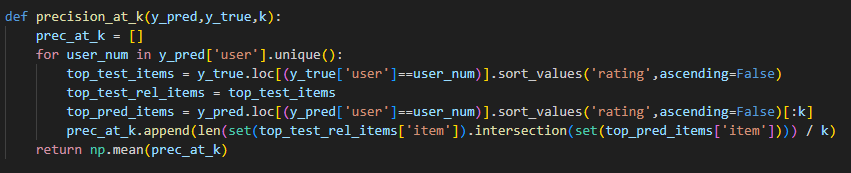 def precision_at_k(y_pred,y_true,k):
    prec_at_k = []
    for user_num in y_pred['user'].unique():
        top_test_items = y_true.loc[(y_true['user']==user_num)].sort_values('rating',ascending=False)
        top_test_rel_items = top_test_items
        top_pred_items = y_pred.loc[(y_pred['user']==user_num)].sort_values('rating',ascending=False)[:k]
        prec_at_k.append(len(set(top_test_rel_items['item']).intersection(set(top_pred_items['item']))) / k)
    return np.mean(prec_at_k)